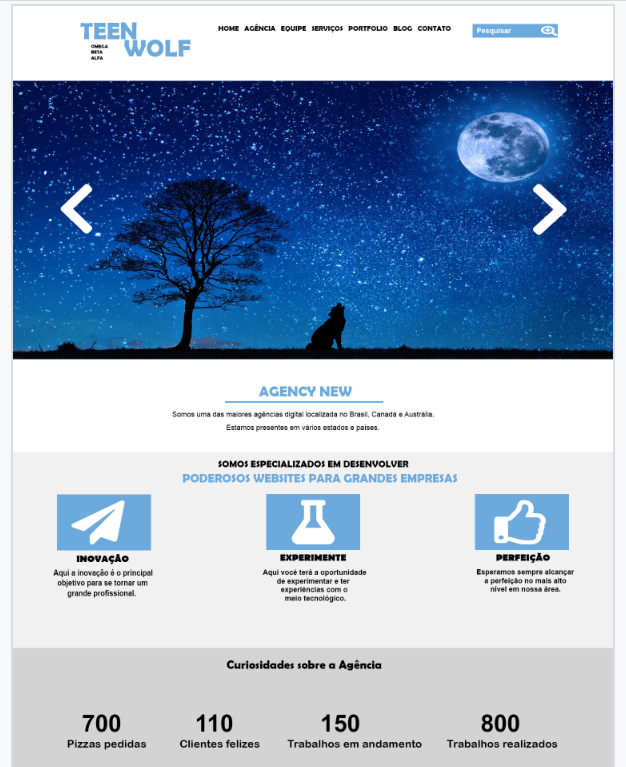 TEEN
WOLF
OMEGA
BETA
ALFA
HOME AGÊNCIA EQUIPE SERVIÇOS PORTFOLIO BLOG CONTATO
Pesquisar
AGENCY NEW
Somos uma das maiores agências digital localizada no Brasil, Canadá e Austrália.
Estamos presentes em vários estados e países.
SOMOS ESPECIALIZADOS EM DESENVOLVER
PODEROSOS WEBSITES PARA GRANDES EMPRESAS
INOVAÇÃO
Aqui a inovação é o principal
objetivo para se tornar um
grande profissional.
EXPERIMENTE
Aqui você terá a oportunidade
de experimentar e ter
experiências com o
meio tecnológico.
PERFEIÇÃO
Esperamos sempre alcançar
a perfeição no mais alto
nível em nossa área.
Curiosidades sobre a Agência
700
Pizzas pedidas
110
Clientes felizes
150
Trabalhos em andamento
800
Trabalhos realizados